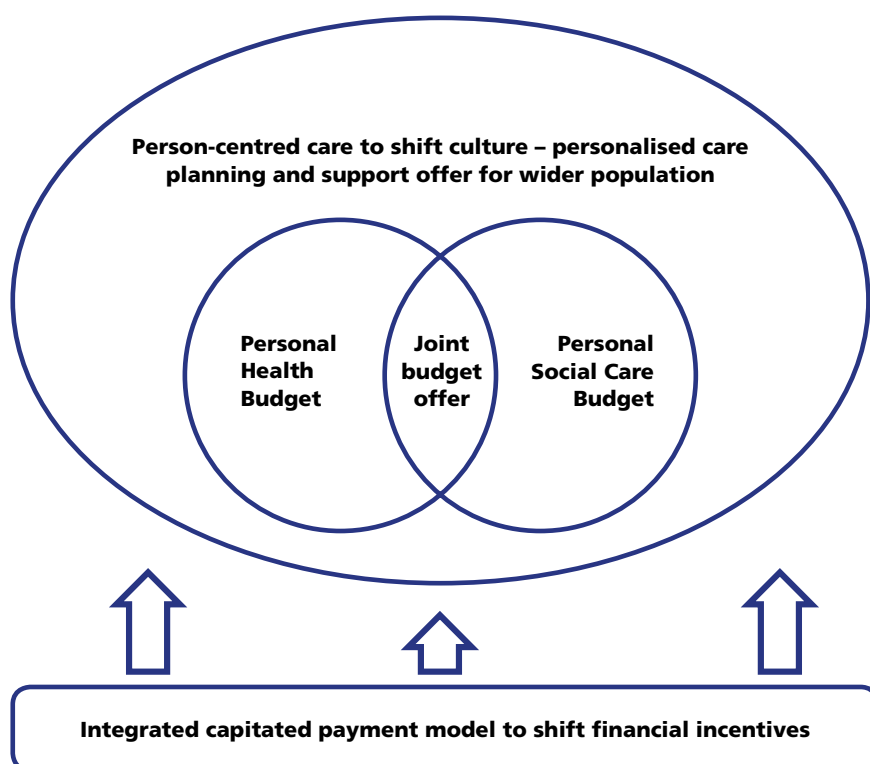 Person-centred care to shift culture – personalised care
planning and support offer for wider population
Personal
Health
Budget
Joint
budget
offer
Personal
Social Care
Budget
Integrated capitated payment model to shift financial incentives